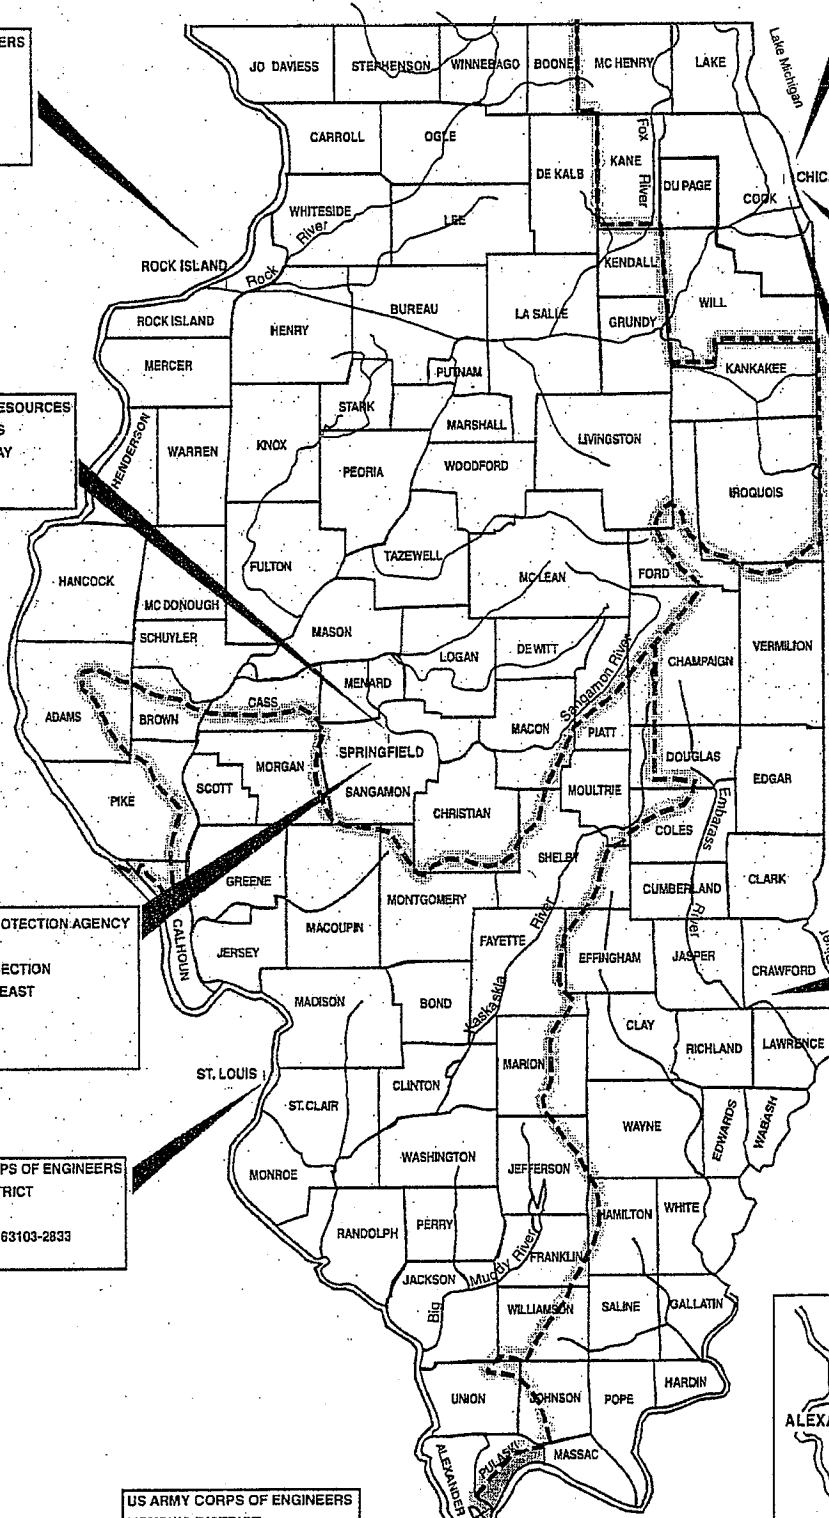 ERS
JO DAVIESS
STEPHENSON
WINNEBAGO
BOONE
MC HENRY
LAKE
Lake Michigan
CARROLL
OGLE
DE KALB
KANE
Fox River
DU PAGE
COOK
CHIC
WHITESIDE
LEE
River
Rock
KENDALL
ROCK ISLAND
ROCK ISLAND
HENRY
BUREAU
LA SALLE
GRUNDY
WILL
MERCER
PUTNAM
KANKAKEE
STARK
ESOURCES
S
AY
HENDERSON
WARREN
KNOX
MARSHALL
LIVINGSTON
PEORIA
WOODFORD
IROQUOIS
HANCOCK
MC DONOUGH
FULTON
TAZEWELL
MC LEAN
FORD
SCHUYLER
MASON
LOGAN
DE WITT
CHAMPAIGN
VERMILION
MENARD
Sangamon River
ADAMS
BROWN
CASS
MACON
PIATT
SPRINGFIELD
DOUGLAS
PIKE
SCOTT
MORGAN
SANGAMON
CHRISTIAN
MOULTRIE
EDGAR
Embarass River
COLES
SHELBY
GREENE
MONTGOMERY
CUMBERLAND
CLARK
OTECTION AGENCY
ECTION
EAST
CALHOUN
JERSEY
MACOUPIN
FAYETTE
Kaskaskia River
EFFINGHAM
JASPER
CRAWFORD
MADISON
BOND
CLAY
RICHLAND
LAWRENCE
ST. LOUIS
ST. CLAIR
CLINTON
MARION
WAYNE
EDWARDS
WABASH
PS OF ENGINEERS
TRICT
63103-2833
MONROE
WASHINGTON
JEFFERSON
RANDOLPH
PERRY
HAMILTON
WHITE
FRANKLIN
JACKSON
Big Muddy River
WILLIAMSON
SALINE
GALLATIN
UNION
JOHNSON
POPE
HARDIN
ALEXA
ALEXANDER
PULASKI
MASSAC
US ARMY CORPS OF ENGINEERS